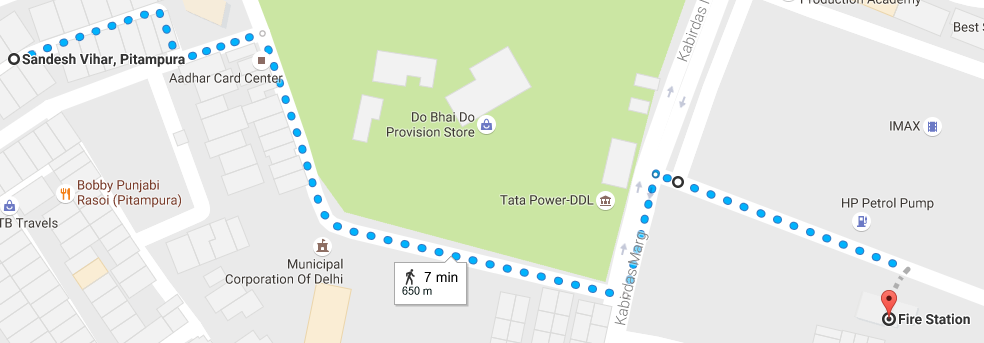 Production Academy
Best
Kabirdas
Sandesh Vihar, Pitampura
Aadhar Card Center
Do Bhai Do
Provision Store
IMAX
Bobby Punjabi
Rasoi (Pitampura)
Tata Power-DDL
HP Petrol Pump
TB Travels
Kabirdas Marg
Municipal
Corporation Of Delhi
7 min
650 m
Fire Station